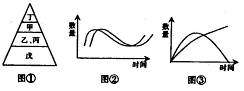 丁
甲
乙、丙
戊
图①
数量
时间
图②
数量
时间
图③